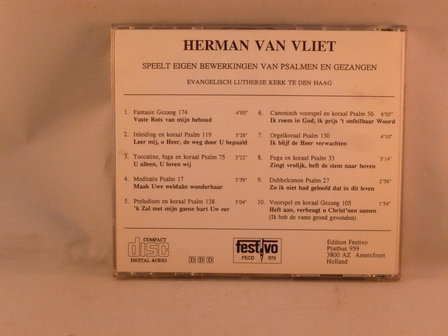 HERMAN VAN VLIET
SPEELT EIGEN BEWERKINGEN VAN PSALMEN EN GEZANGEN
EVANGELISCH LUTHERSE KERK TE DEN HAAG
1. Fantasie Gezang 174 4'05"
Vaste Rots van mijn behoud
2. Inleiding en koraal Psalm 119 3'26"
Leer mij, o Heer, de weg door U bepaald
3. Toccatine, fuga en koraal Psalm 75 5'22"
U alleen, U loven wij
4. Meditatie Psalm 17 5'39"
Maak Uwe weldaân wonderbaar
5. Preludium en koraal Psalm 138 3'04"
'k Zal met mijn ganse hart Uw eer
6. Canonisch voorspel en koraal Psalm 56 6'02"
Ik roem in God, ik prijs 't onfeilbaar Woord
7. Orgelkoraal Psalm 130 4'10"
Ik blijf de Heer verwachten
8. Fuga en koraal Psalm 33 3'14"
Zingt vrolijk, heft de stem naar boven
9. Dubbelcanon Psalm 27 2'56"
Zo ik niet had geloofd dat in dit leven
10. Voorspel en koraal Gezang 105 1'54"
Heft aan, verheugt u Christ'nen samen
(Ik heb de vaste grond gevonden)
COMPACT
disc
DIGITAL AUDIO
D D D
festivo
FECD 073
Edition Festivo
Postbus 959
3800 AZ Amersfoort
Holland